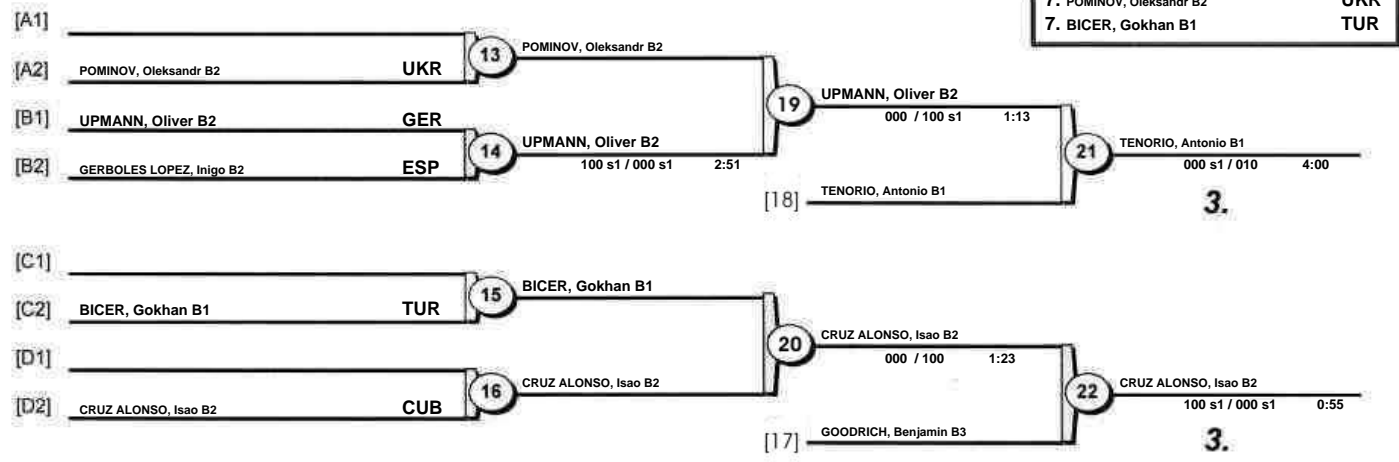 7. POMINOV, Oleksandr B2 UKR
7. BICER, Gokhan B1 TUR
[A1]
13
POMINOV, Oleksandr B2
[A2] POMINOV, Oleksandr B2 UKR
19
UPMANN, Oliver B2
000 / 100 s1 1:13
[B1] UPMANN, Oliver B2 GER
14
UPMANN, Oliver B2
100 s1 / 000 s1 2:51
[B2] GERBOLES LOPEZ, Inigo B2 ESP
21
TENORIO, Antonio B1
000 s1 / 010 4:00
[18] TENORIO, Antonio B1
3.
[C1]
15
BICER, Gokhan B1
[C2] BICER, Gokhan B1 TUR
20
CRUZ ALONSO, Isao B2
000 / 100 1:23
[D1]
16
CRUZ ALONSO, Isao B2
[D2] CRUZ ALONSO, Isao B2 CUB
22
CRUZ ALONSO, Isao B2
100 s1 / 000 s1 0:55
[17] GOODRICH, Benjamin B3
3.